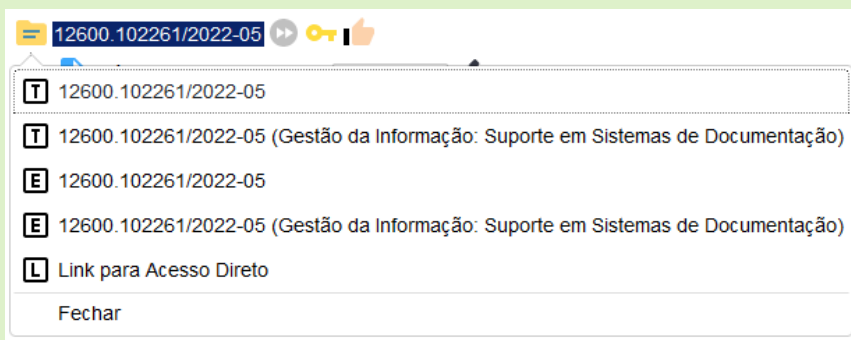 12600.102261/2022-05
T 12600.102261/2022-05
T 12600.102261/2022-05 (Gestão da Informação: Suporte em Sistemas de Documentação)
E 12600.102261/2022-05
E 12600.102261/2022-05 (Gestão da Informação: Suporte em Sistemas de Documentação)
L Link para Acesso Direto
Fechar